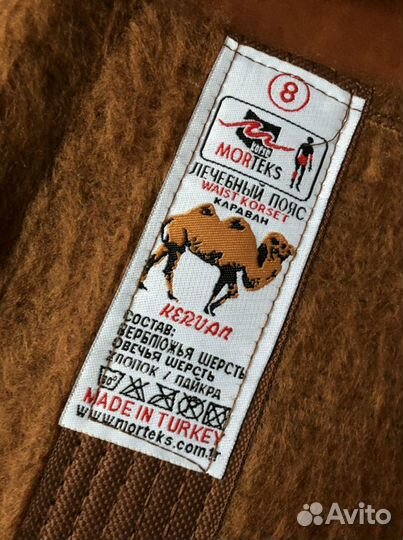 8
MORTEKS
ЛЕЧЕБНЫЙ ПОЯС
WAIST KORSET
КАРАВАН
KERVAN
СОСТАВ:
ВЕРБЛЮЖЬЯ ШЕРСТЬ
ОВЕЧЬЯ ШЕРСТЬ
ХЛОПОК / ЛАЙКРА
MADE IN TURKEY
www.morteks.com.tr
Avito